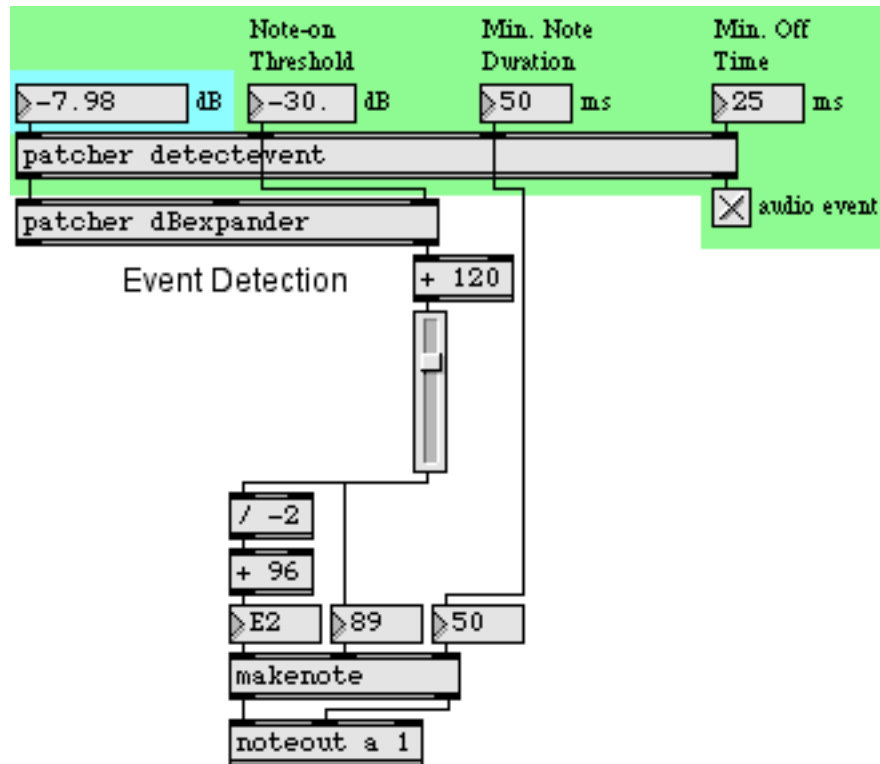 Note-on Threshold
Min. Note Duration
Min. Off Time
-7.98 dB
-30. dB
50 ms
25 ms
patcher detectevent
audio event
patcher dBexpander
Event Detection
+ 120
/ -2
+ 96
E2
89
50
makenote
noteout a 1